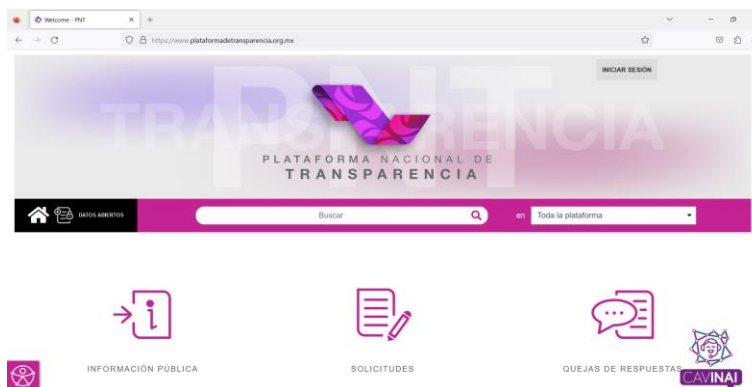 Welcome - PNT
https://www.plataformadetransparencia.org.mx
INICIAR SESIÓN
PNT
TRANSPARENCIA
PLATAFORMA NACIONAL DE
TRANSPARENCIA
DATOS ABIERTOS
Buscar
en
Toda la plataforma
INFORMACIÓN PÚBLICA
SOLICITUDES
QUEJAS DE RESPUESTAS
CAVINAI